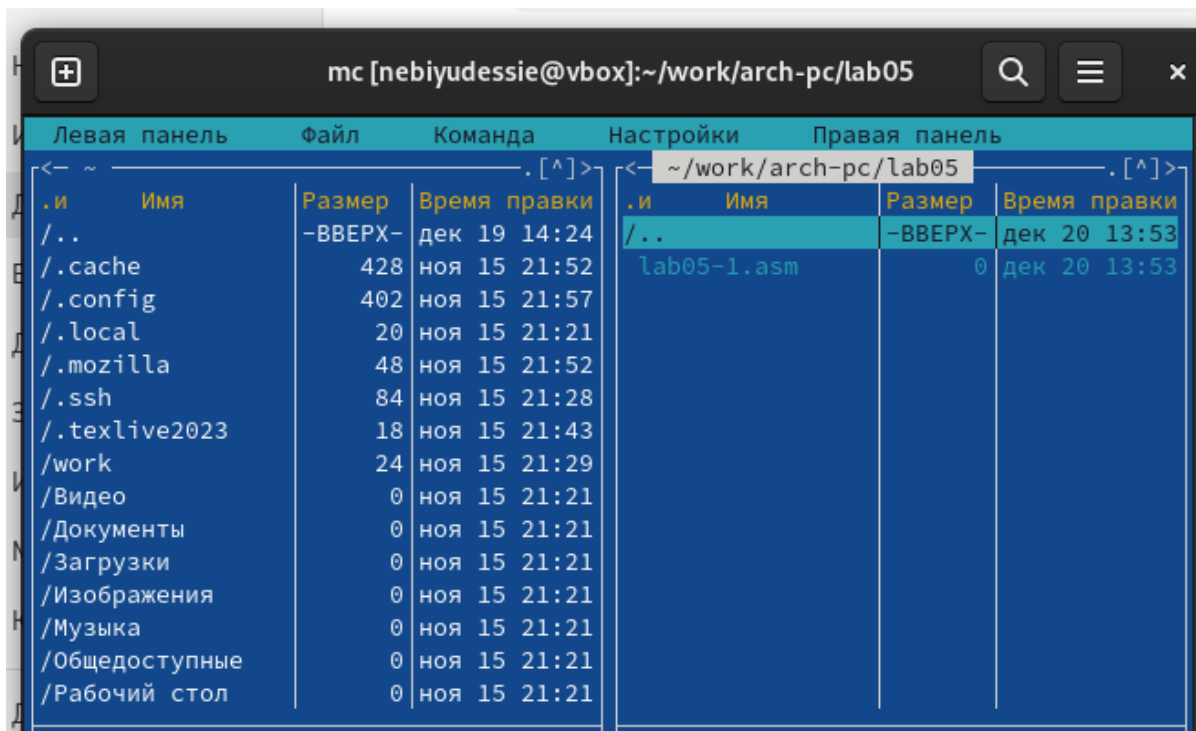 mc [nebiyudessie@vbox]:~/work/arch-pc/lab05
Левая панель Файл Команда Настройки Правая панель
<— ~ .[^]> <— ~/work/arch-pc/lab05 .[^]>
.и Имя Размер Время правки .и Имя Размер Время правки
/.. -ВВЕРХ- дек 19 14:24 /.. -ВВЕРХ- дек 20 13:53
/.cache 428 ноя 15 21:52 lab05-1.asm 0 дек 20 13:53
/.config 402 ноя 15 21:57
/.local 20 ноя 15 21:21
/.mozilla 48 ноя 15 21:52
/.ssh 84 ноя 15 21:28
/.texlive2023 18 ноя 15 21:43
/work 24 ноя 15 21:29
/Видео 0 ноя 15 21:21
/Документы 0 ноя 15 21:21
/Загрузки 0 ноя 15 21:21
/Изображения 0 ноя 15 21:21
/Музыка 0 ноя 15 21:21
/Общедоступные 0 ноя 15 21:21
/Рабочий стол 0 ноя 15 21:21